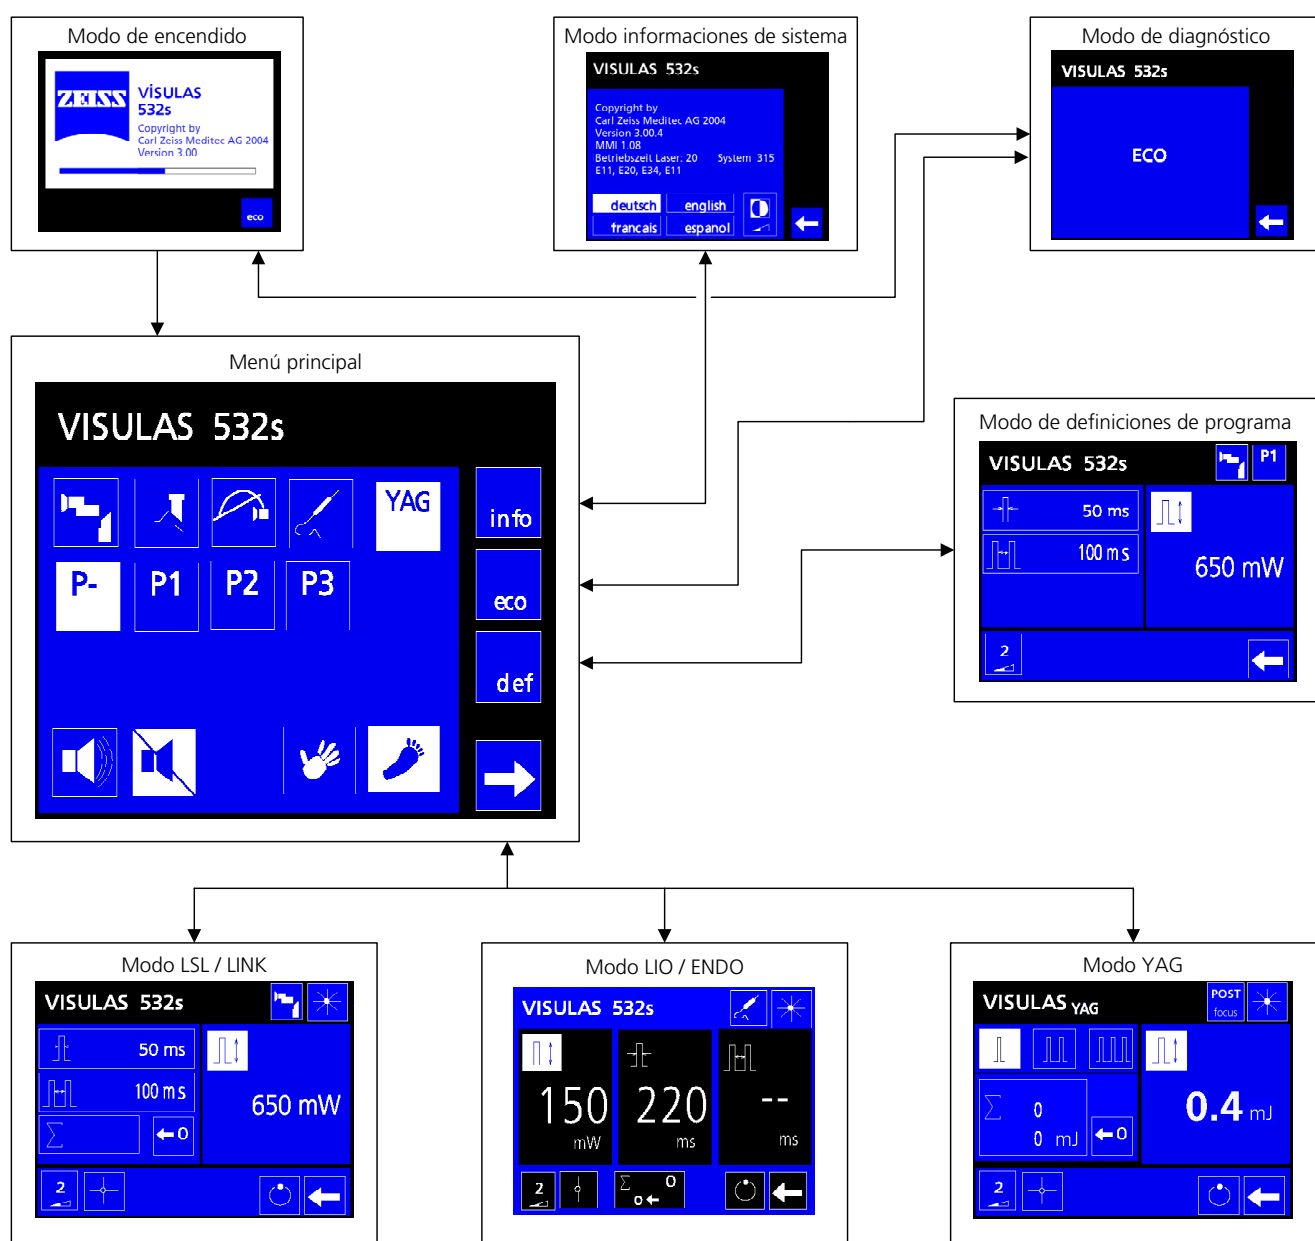 Modo de encendido
ZEISS
VİSULAS
532s
Copyright by
Carl Zeiss Meditec AG 2004
Version 3.00
eco
Modo informaciones de sistema
VISULAS 532s
Copyright by
Carl Zeiss Meditec AG 2004
Version 3.00.4
MMI 1.08
Betriebszeit Laser: 20 System 315
E11, E20, E34, E11
deutsch english
francais espanol
Modo de diagnóstico
VISULAS 532s
ECO
Menú principal
VISULAS 532s
YAG
info
P- P1 P2 P3
eco
def
Modo de definiciones de programa
VISULAS 532s
P1
50 ms
100 ms
650 mW
2
Modo LSL / LINK
VISULAS 532s
50 ms
100 ms
650 mW
Σ
0
2
Modo LIO / ENDO
VISULAS 532s
150 220 --
mW ms ms
2
Σ 0
0
Modo YAG
VISULAS YAG
POST
focus
Σ 0
0 mJ
0
0.4 mJ
2